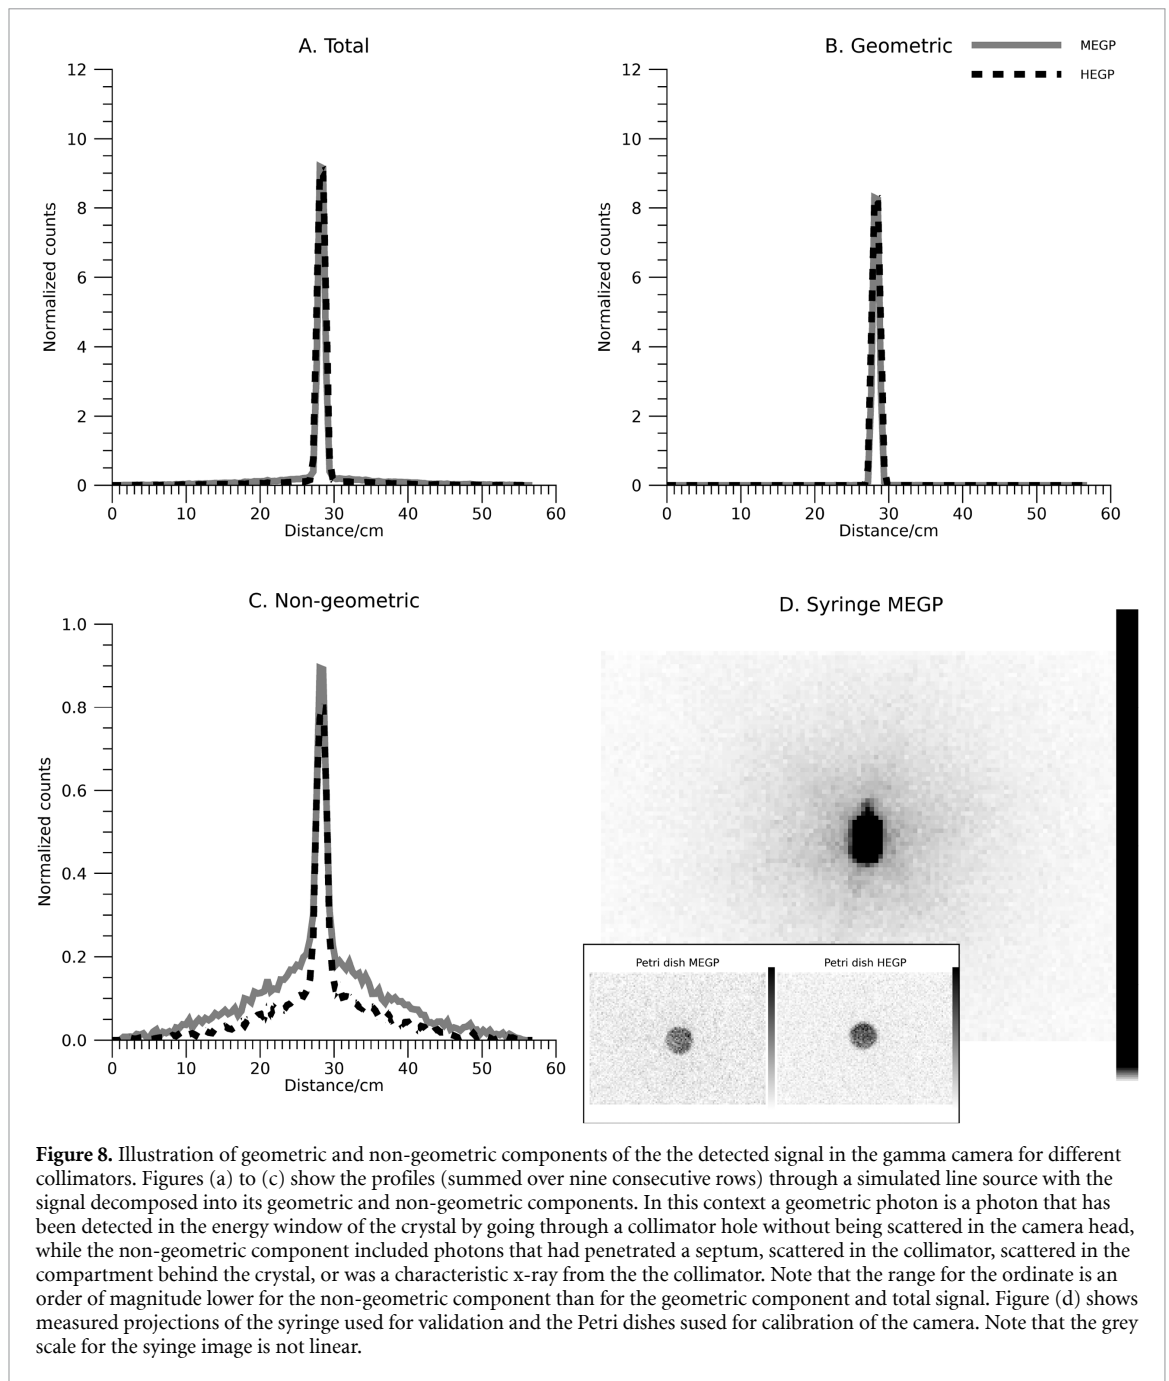 A. Total
12
10
8
6
4
2
0
Normalized counts
0 10 20 30 40 50 60
Distance/cm
B. Geometric
MEGP
HEGP
12
10
8
6
4
2
0
Normalized counts
0 10 20 30 40 50 60
Distance/cm
C. Non-geometric
1.0
0.8
0.6
0.4
0.2
0.0
Normalized counts
0 10 20 30 40 50 60
Distance/cm
D. Syringe MEGP
Petri dish MEGP
Petri dish HEGP
Figure 8. Illustration of geometric and non-geometric components of the the detected signal in the gamma camera for different
collimators. Figures (a) to (c) show the profiles (summed over nine consecutive rows) through a simulated line source with the
signal decomposed into its geometric and non-geometric components. In this context a geometric photon is a photon that has
been detected in the energy window of the crystal by going through a collimator hole without being scattered in the camera head,
while the non-geometric component included photons that had penetrated a septum, scattered in the collimator, scattered in the
compartment behind the crystal, or was a characteristic x-ray from the the collimator. Note that the range for the ordinate is an
order of magnitude lower for the non-geometric component than for the geometric component and total signal. Figure (d) shows
measured projections of the syringe used for validation and the Petri dishes sused for calibration of the camera. Note that the grey
scale for the syinge image is not linear.